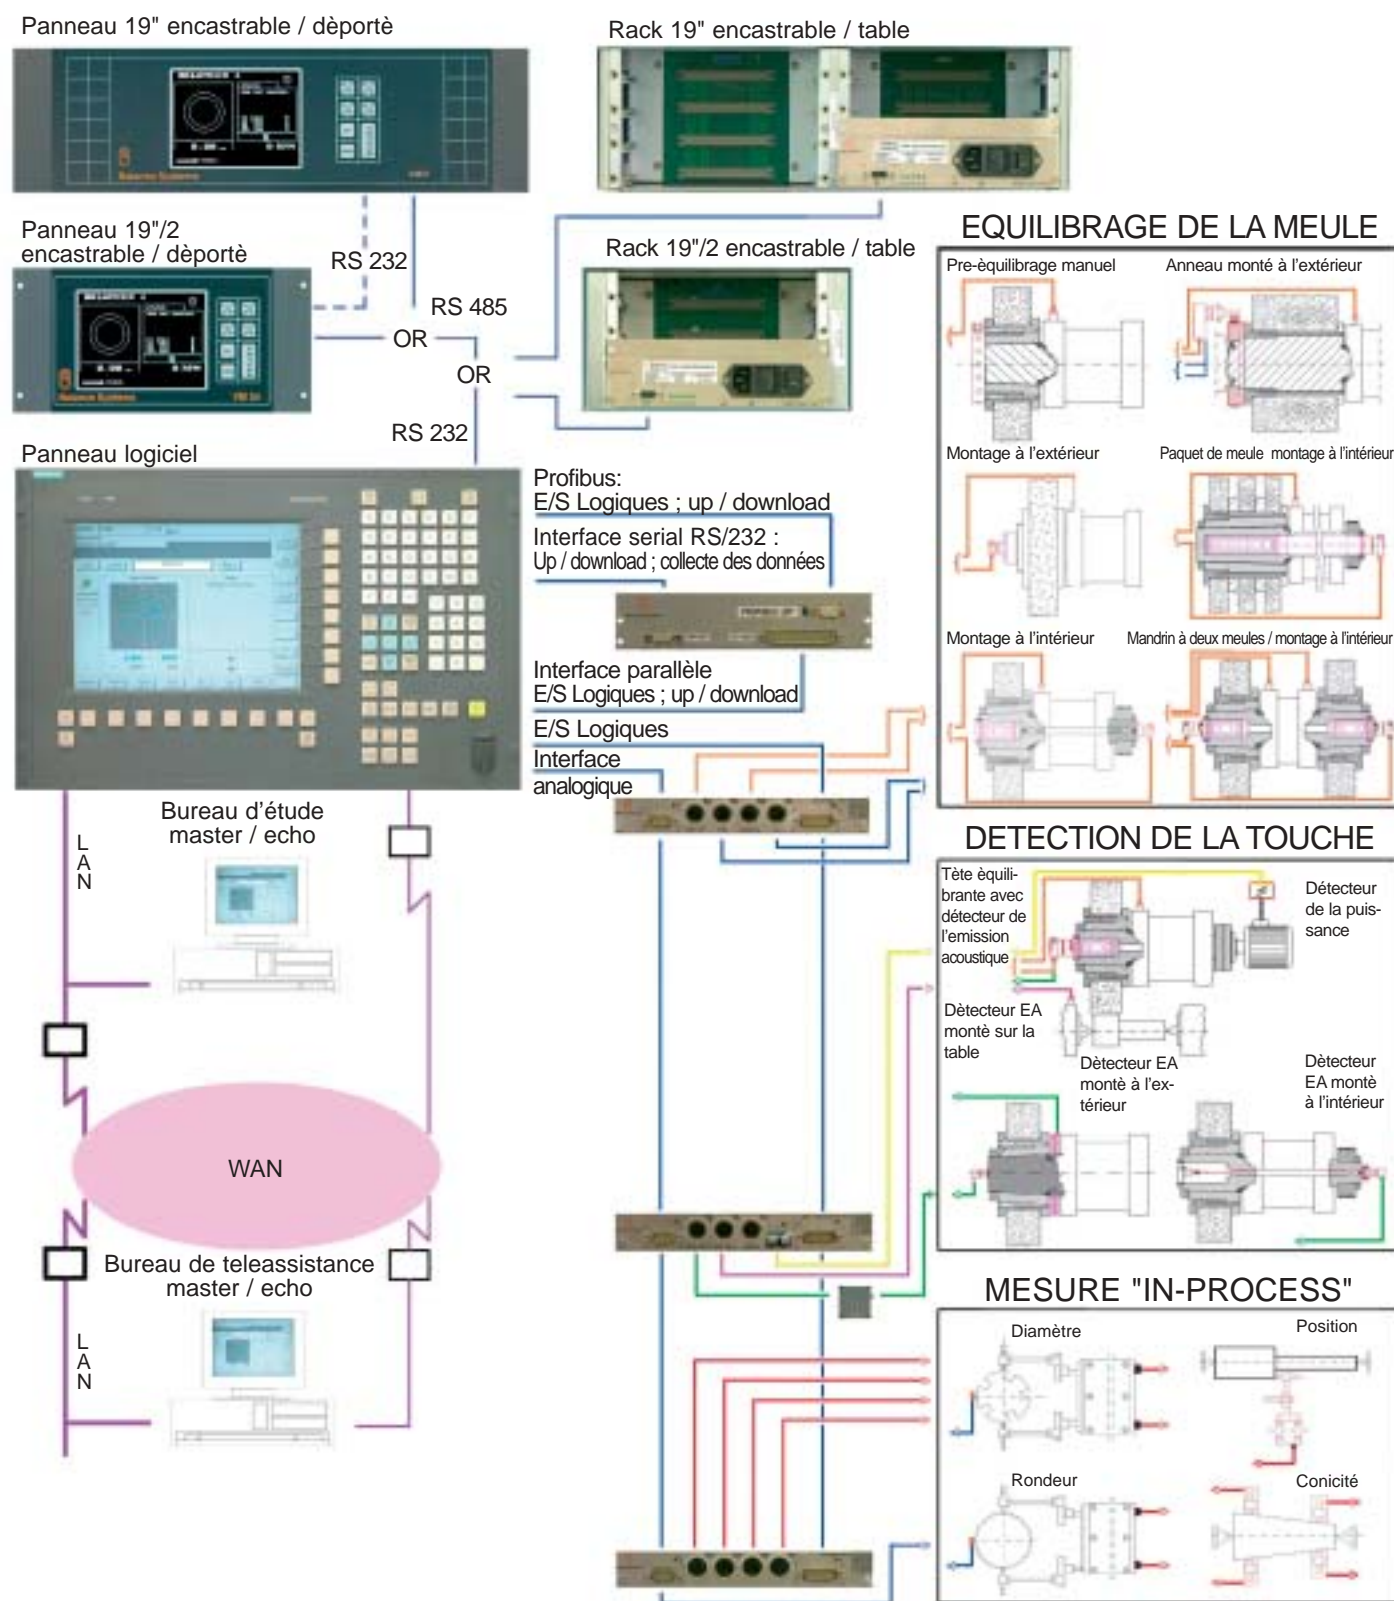 Panneau 19" encastrable / dèportè
Rack 19" encastrable / table
Balance Systems
Panneau 19"/2
encastrable / dèportè
RS 232
RS 485
OR
OR
RS 232
Rack 19"/2 encastrable / table
Balance Systems
Panneau logiciel
Profibus:
E/S Logiques ; up / download
Interface serial RS/232 :
Up / download ; collecte des données
Interface parallèle
E/S Logiques ; up / download
E/S Logiques
Interface
analogique
EQUILIBRAGE DE LA MEULE
Pre-èquilibrage manuel
Anneau monté à l'extérieur
Montage à l'extérieur
Paquet de meule montage à l'intérieur
Montage à l'intérieur
Mandrin à deux meules / montage à l'intérieur
Bureau d'étude
master / echo
LAN
WAN
Bureau de teleassistance
master / echo
LAN
DETECTION DE LA TOUCHE
Tète èquili-
brante avec
détecteur de
l'emission
acoustique
Détecteur
de la puis-
sance
Dètecteur EA
montè sur la
table
Dètecteur EA
montè à l'ex-
térieur
Dètecteur
EA montè
à l'intérieur
MESURE "IN-PROCESS"
Diamètre
Position
Rondeur
Conicité